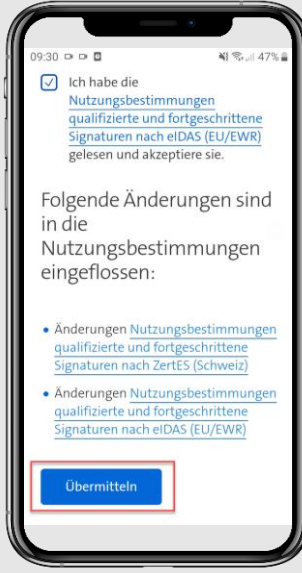 09:30 47%
Ich habe die
Nutzungsbestimmungen
qualifizierte und fortgeschrittene
Signaturen nach eIDAS (EU/EWR)
gelesen und akzeptiere sie.
Folgende Änderungen sind
in die
Nutzungsbestimmungen
eingeflossen:
• Änderungen Nutzungsbestimmungen
qualifizierte und fortgeschrittene
Signaturen nach ZertES (Schweiz)
• Änderungen Nutzungsbestimmungen
qualifizierte und fortgeschrittene
Signaturen nach eIDAS (EU/EWR)
Übermitteln